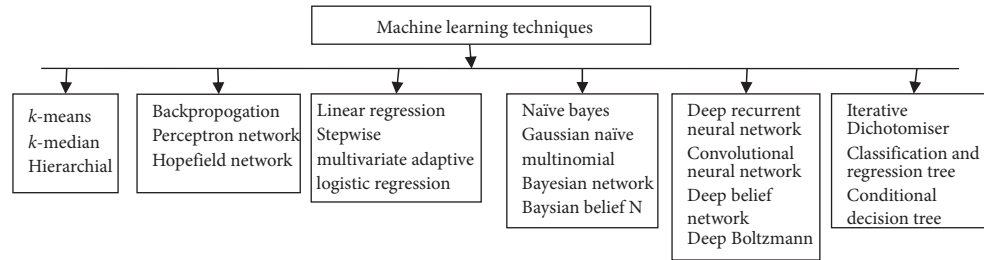 Machine learning techniques
k-means
k-median
Hierarchial
Backpropogation
Perceptron network
Hopefield network
Linear regression
Stepwise
multivariate adaptive
logistic regression
Naïve bayes
Gaussian naïve
multinomial
Bayesian network
Baysian belief N
Deep recurrent
neural network
Convolutional
neural network
Deep belief
network
Deep Boltzmann
Iterative
Dichotomiser
Classification and
regression tree
Conditional
decision tree